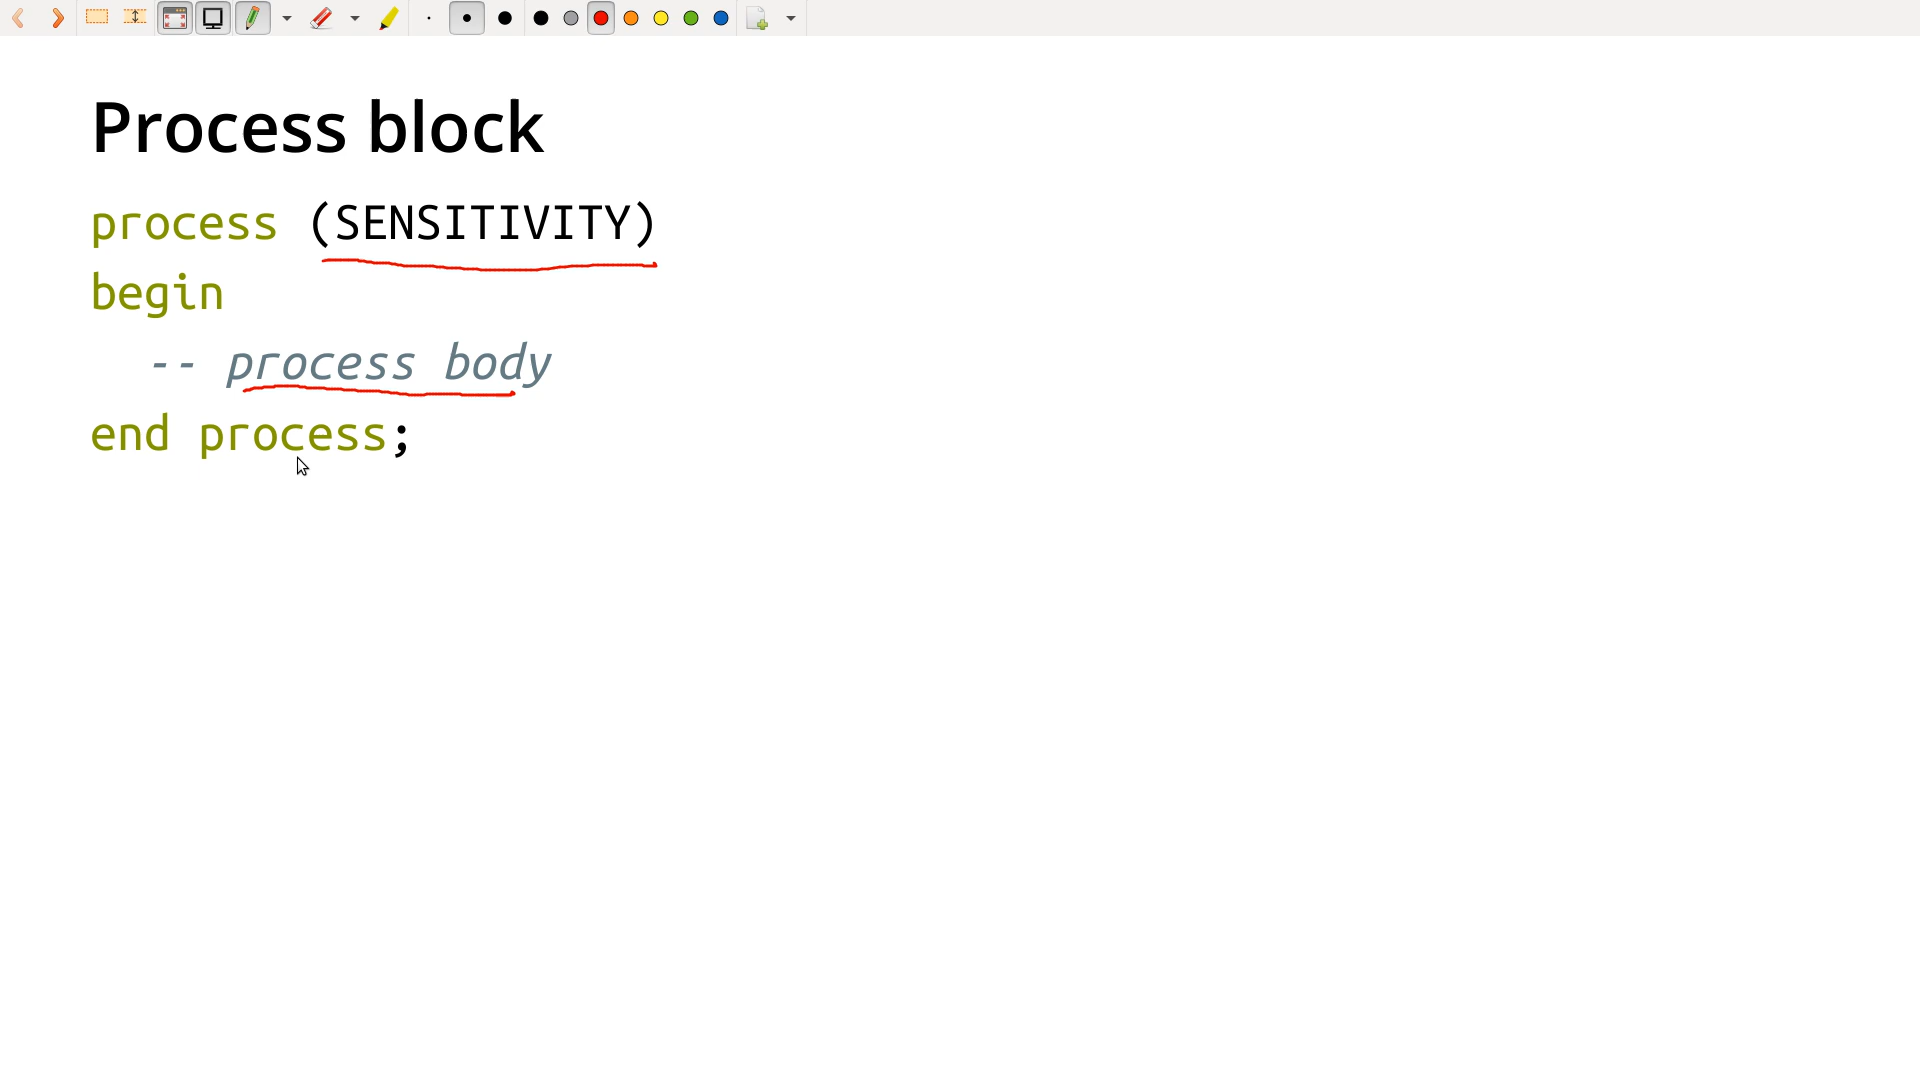 Process block
process (SENSITIVITY)
begin
-- process body
end process;